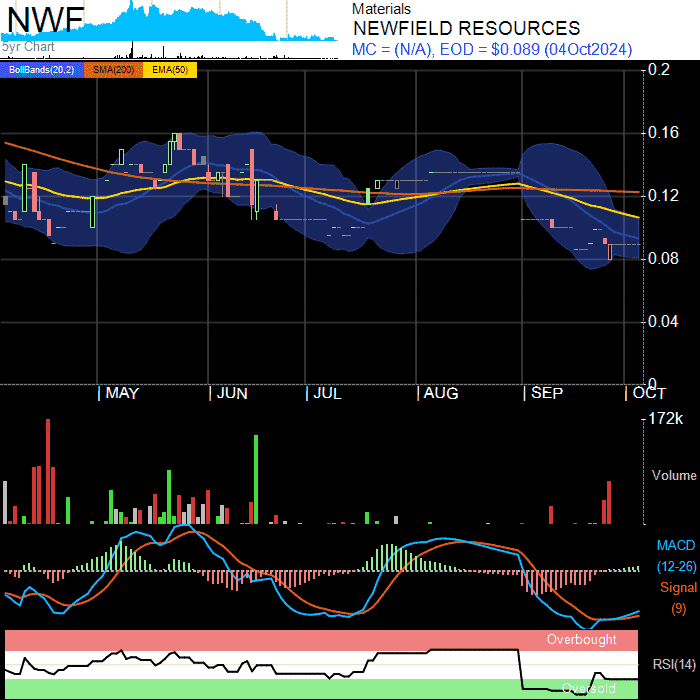 NWF
5yr Chart
Materials
NEWFIELD RESOURCES
MC = (N/A), EOD = $0.089 (04Oct2024)
BollBands(20,2) SMA(200) EMA(50)
0.2
0.16
0.12
0.08
0.04
0
MAY JUN JUL AUG SEP OCT
172k
Volume
MACD
(12-26)
Signal
(9)
Overbought
RSI(14)
Oversold